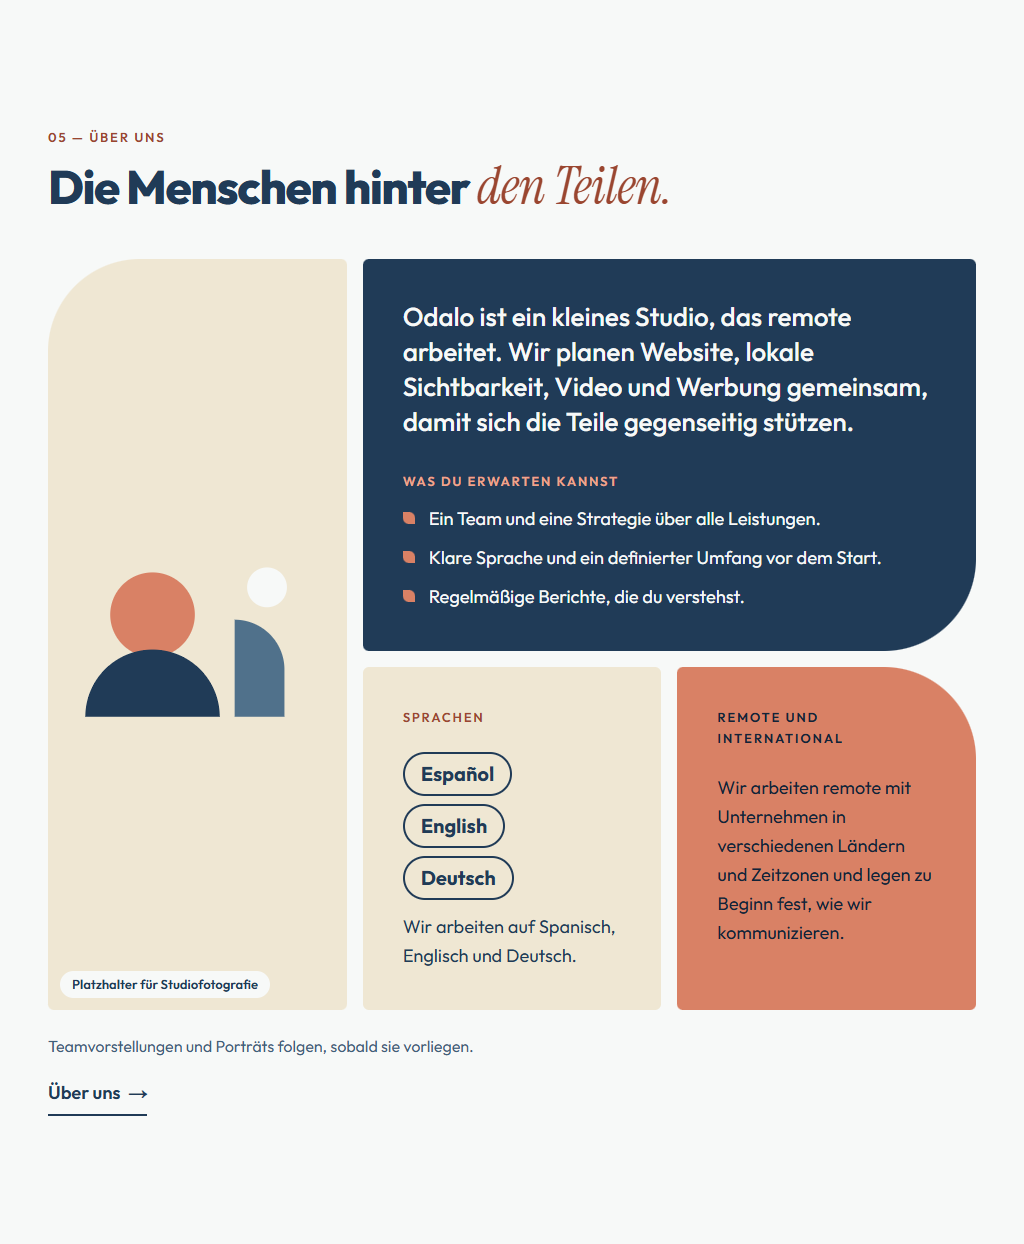 05 — ÜBER UNS
Die Menschen hinter den Teilen.
Odalo ist ein kleines Studio, das remote
arbeitet. Wir planen Website, lokale
Sichtbarkeit, Video und Werbung gemeinsam,
damit sich die Teile gegenseitig stützen.
WAS DU ERWARTEN KANNST
Ein Team und eine Strategie über alle Leistungen.
Klare Sprache und ein definierter Umfang vor dem Start.
Regelmäßige Berichte, die du verstehst.
SPRACHEN
Español
English
Deutsch
Wir arbeiten auf Spanisch,
Englisch und Deutsch.
REMOTE UND
INTERNATIONAL
Wir arbeiten remote mit
Unternehmen in
verschiedenen Ländern
und Zeitzonen und legen zu
Beginn fest, wie wir
kommunizieren.
Platzhalter für Studiofotografie
Teamvorstellungen und Porträts folgen, sobald sie vorliegen.
Über uns →